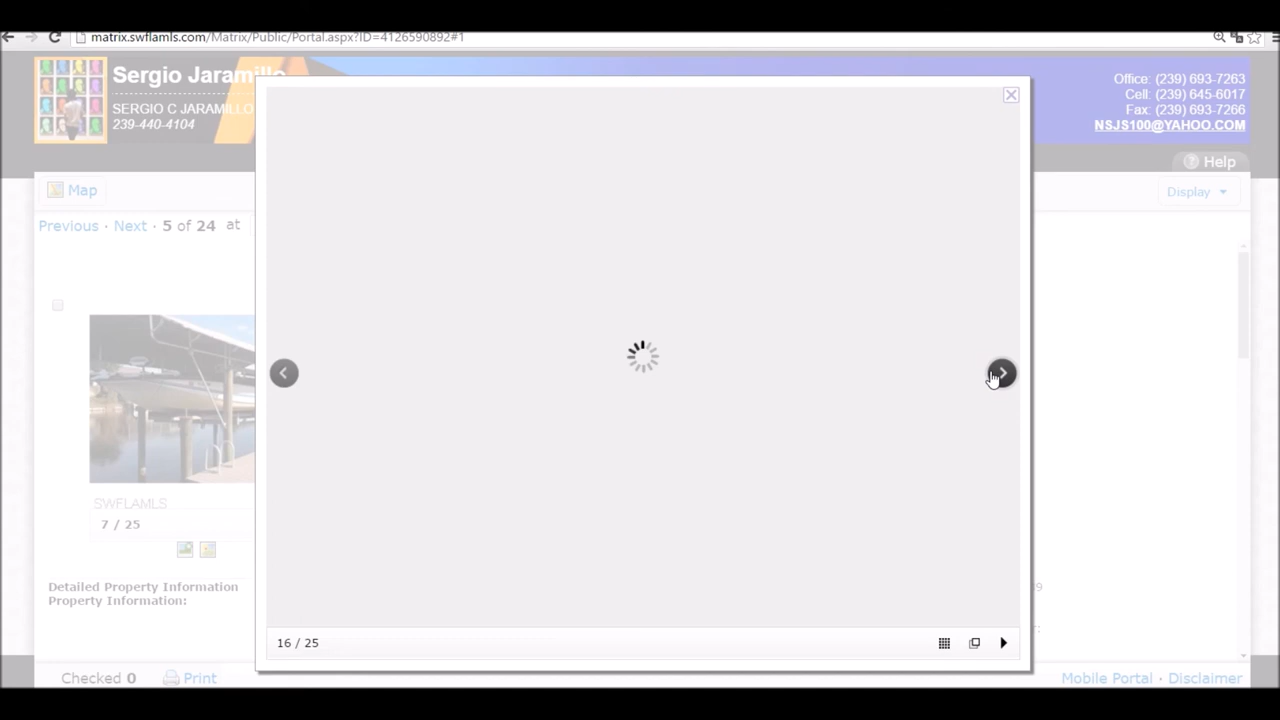 matrix.swflamls.com/Matrix/Public/Portal.aspx?ID=4126590892#1
Sergio Jaramillo
SERGIO C JARAMILLO
239-440-4104
Office: (239) 693-7263
Cell: (239) 645-6017
Fax: (239) 693-7266
NSJS100@YAHOO.COM
Help
Map
Display
Previous · Next · 5 of 24 at
SWFLAMLS
7 / 25
Detailed Property Information
Property Information:
16 / 25
Checked 0 Print
Mobile Portal · Disclaimer